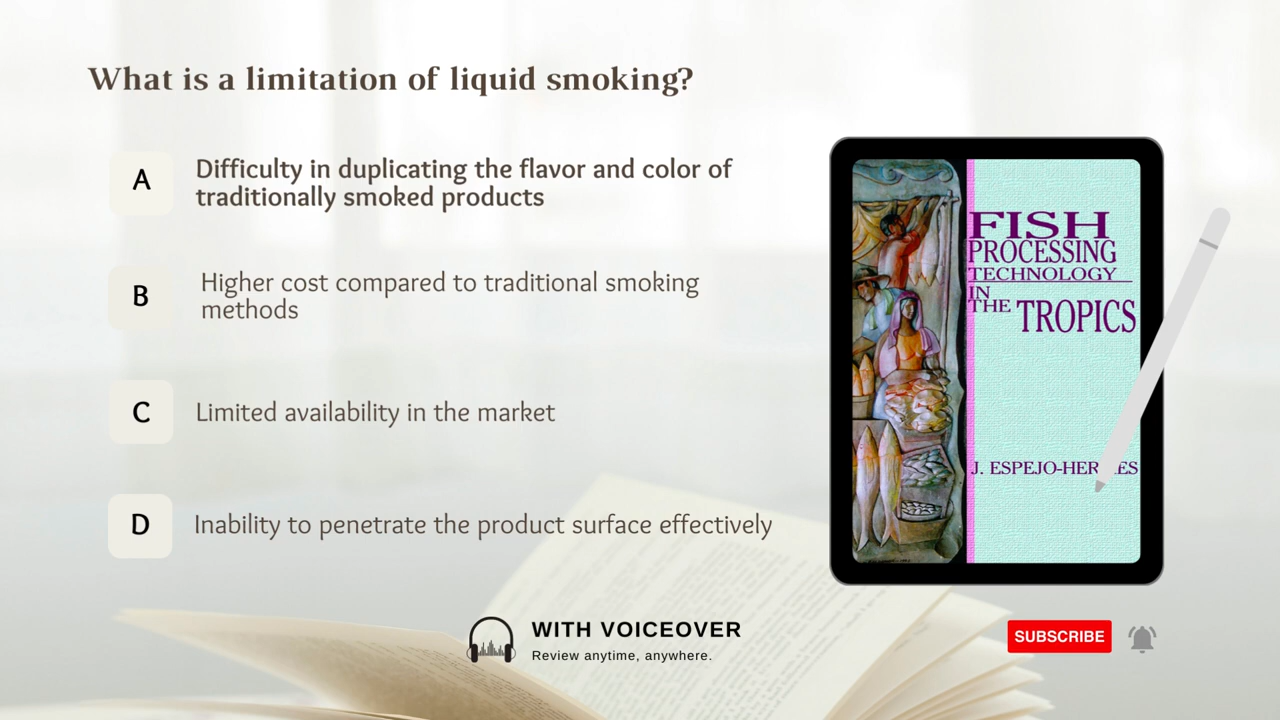 What is a limitation of liquid smoking?
A
Difficulty in duplicating the flavor and color of
traditionally smoked products
B
Higher cost compared to traditional smoking
methods
C
Limited availability in the market
D
Inability to penetrate the product surface effectively
FISH
PROCESSING
TECHNOLOGY
IN
THE TROPICS
J. ESPEJO-
WITH VOICEOVER
Review anytime, anywhere.
SUBSCRIBE